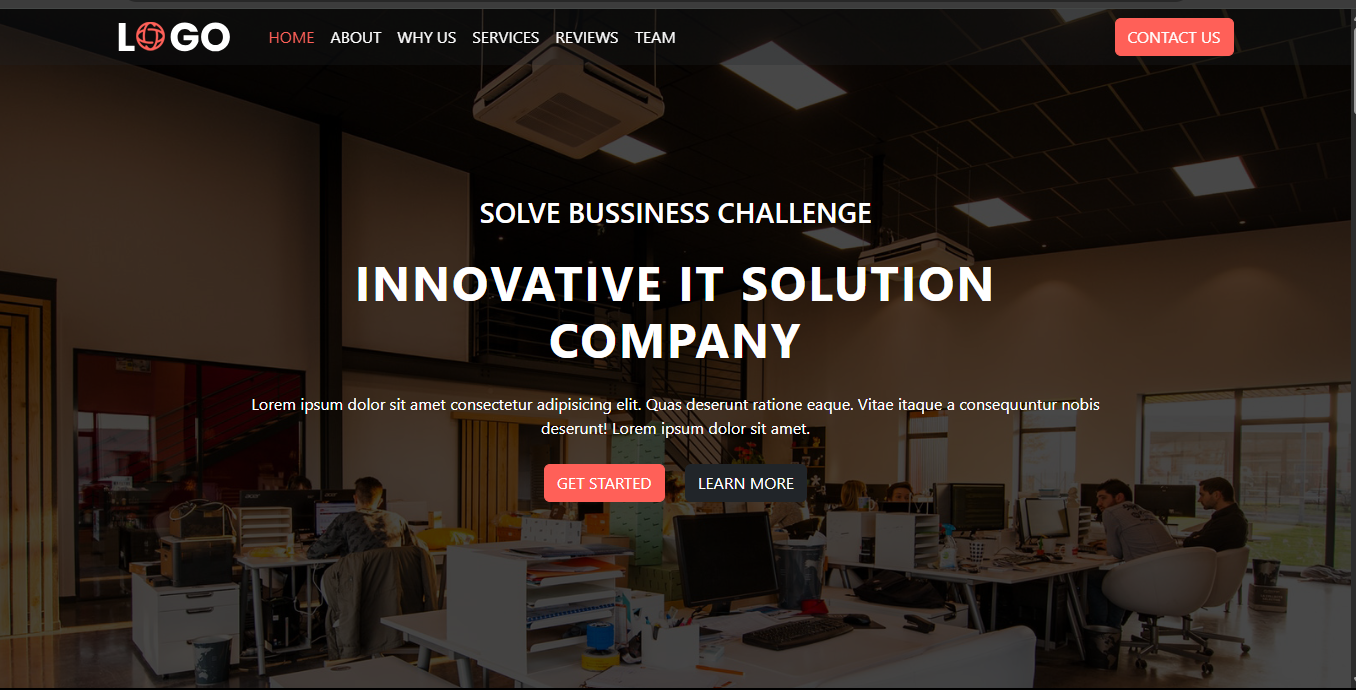 LOGO HOME ABOUT WHY US SERVICES REVIEWS TEAM CONTACT US
SOLVE BUSSINESS CHALLENGE
INNOVATIVE IT SOLUTION
COMPANY
Lorem ipsum dolor sit amet consectetur adipisicing elit. Quas deserunt ratione eaque. Vitae itaque a consequuntur nobis
deserunt! Lorem ipsum dolor sit amet.
GET STARTED LEARN MORE